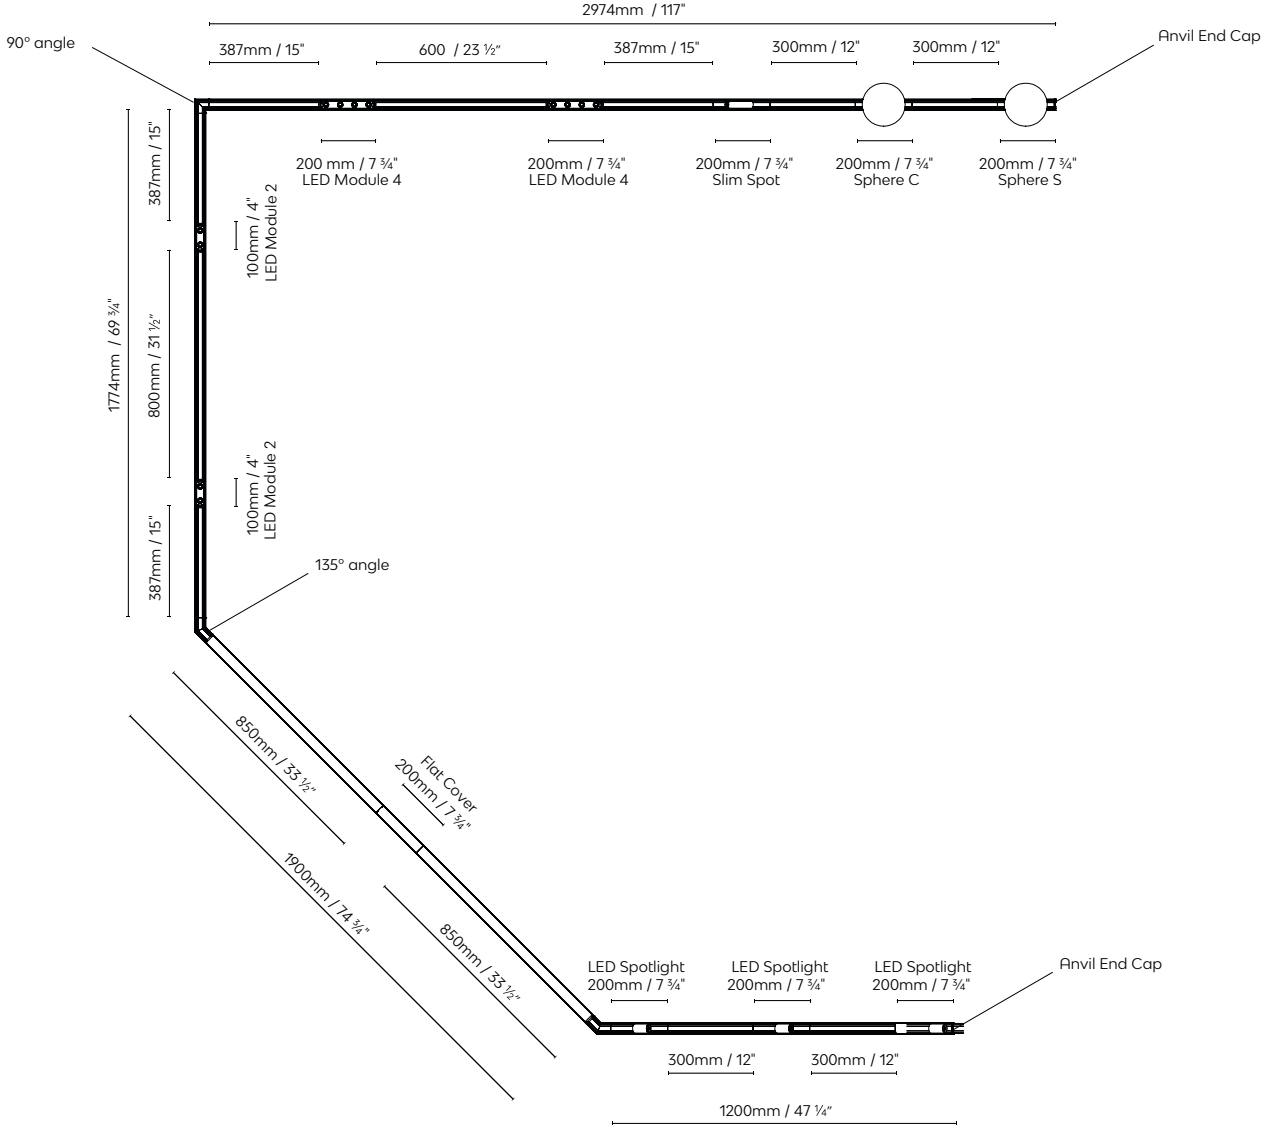 2974mm / 117"
90º angle
387mm / 15"
600 / 23 ½"
387mm / 15"
300mm / 12"
300mm / 12"
Anvil End Cap
200 mm / 7 ¾"
LED Module 4
200mm / 7 ¾"
LED Module 4
200mm / 7 ¾"
Slim Spot
200mm / 7 ¾"
Sphere C
200mm / 7 ¾"
Sphere S
387mm / 15"
100mm / 4"
LED Module 2
1774mm / 69 ¾"
800mm / 31 ½"
100mm / 4"
LED Module 2
387mm / 15"
135º angle
850mm / 33 ½"
Flat Cover
200mm / 7 ¾"
1900mm / 74 ¾"
850mm / 33 ½"
LED Spotlight
200mm / 7 ¾"
LED Spotlight
200mm / 7 ¾"
LED Spotlight
200mm / 7 ¾"
Anvil End Cap
300mm / 12"
300mm / 12"
1200mm / 47 ¼"